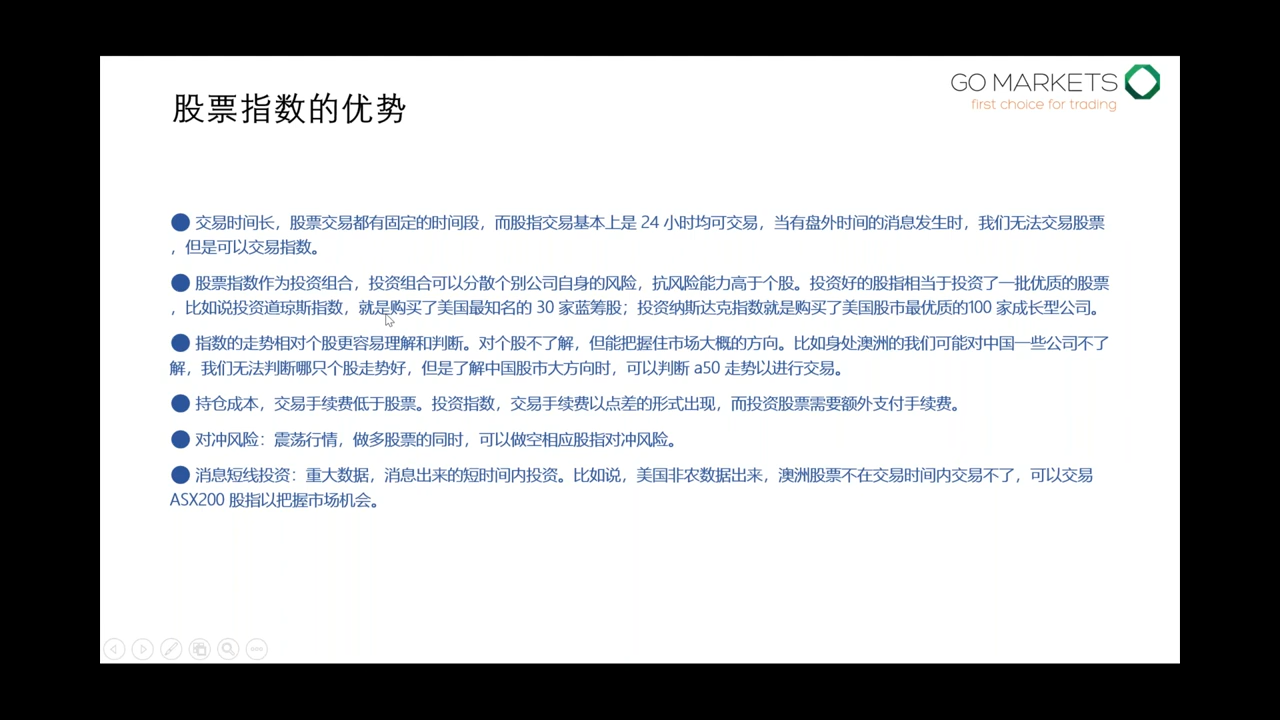 股票指数的优势
GO MARKETS
first choice for trading
交易时间长，股票交易都有固定的时间段，而股指交易基本上是 24 小时均可交易，当有盘外时间的消息发生时，我们无法交易股票
，但是可以交易指数。
股票指数作为投资组合，投资组合可以分散个别公司自身的风险，抗风险能力高于个股。投资好的股指相当于投资了一批优质的股票
，比如说投资道琼斯指数，就是购买了美国最知名的 30 家蓝筹股；投资纳斯达克指数就是购买了美国股市最优质的100 家成长型公司。
指数的走势相对个股更容易理解和判断。对个股不了解，但能把握住市场大概的方向。比如身处澳洲的我们可能对中国一些公司不了
解，我们无法判断哪只个股走势好，但是了解中国股市大方向时，可以判断 a50 走势以进行交易。
持仓成本，交易手续费低于股票。投资指数，交易手续费以点差的形式出现，而投资股票需要额外支付手续费。
对冲风险：震荡行情，做多股票的同时，可以做空相应股指对冲风险。
消息短线投资：重大数据，消息出来的短时间内投资。比如说，美国非农数据出来，澳洲股票不在交易时间内交易不了，可以交易
ASX200 股指以把握市场机会。